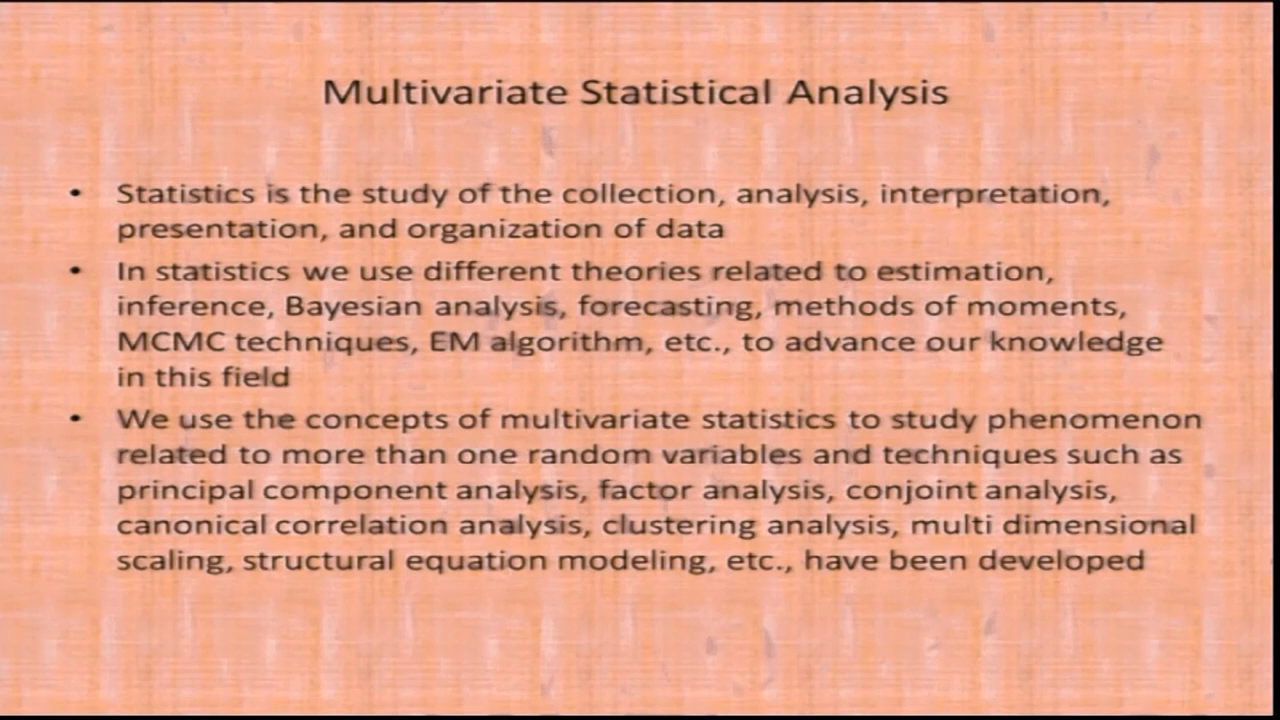 Multivariate Statistical Analysis
• Statistics is the study of the collection, analysis, interpretation,
presentation, and organization of data
• In statistics we use different theories related to estimation,
inference, Bayesian analysis, forecasting, methods of moments,
MCMC techniques, EM algorithm, etc., to advance our knowledge
in this field
• We use the concepts of multivariate statistics to study phenomenon
related to more than one random variables and techniques such as
principal component analysis, factor analysis, conjoint analysis,
canonical correlation analysis, clustering analysis, multi dimensional
scaling, structural equation modeling, etc., have been developed